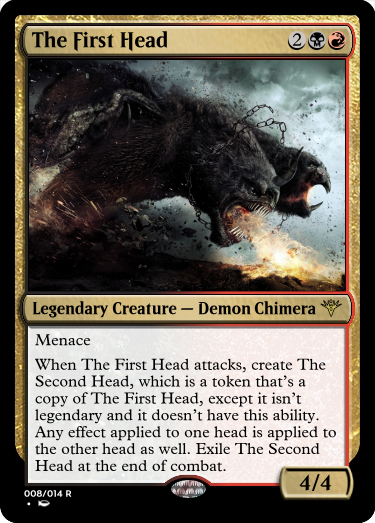 The First Head
2
Legendary Creature — Demon Chimera
Menace
When The First Head attacks, create The
Second Head, which is a token that's a
copy of The First Head, except it isn't
legendary and it doesn't have this ability.
Any effect applied to one head is applied to
the other head as well. Exile The Second
Head at the end of combat.
4/4
008/014 R